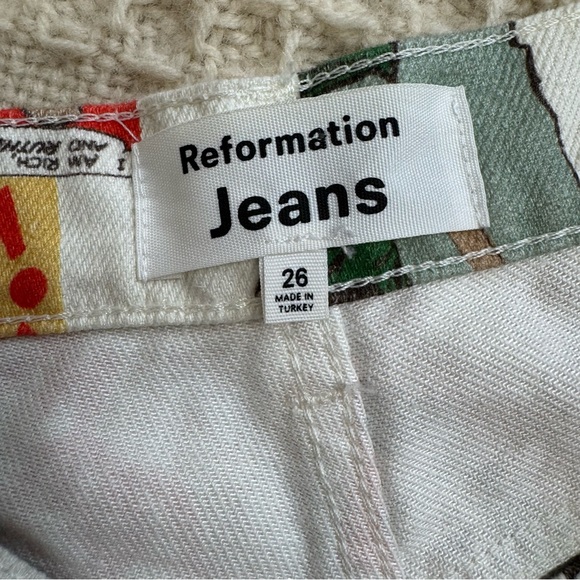 Reformation
Jeans
26
MADE IN
TURKEY
I
AM RICH
AND RUTH
!